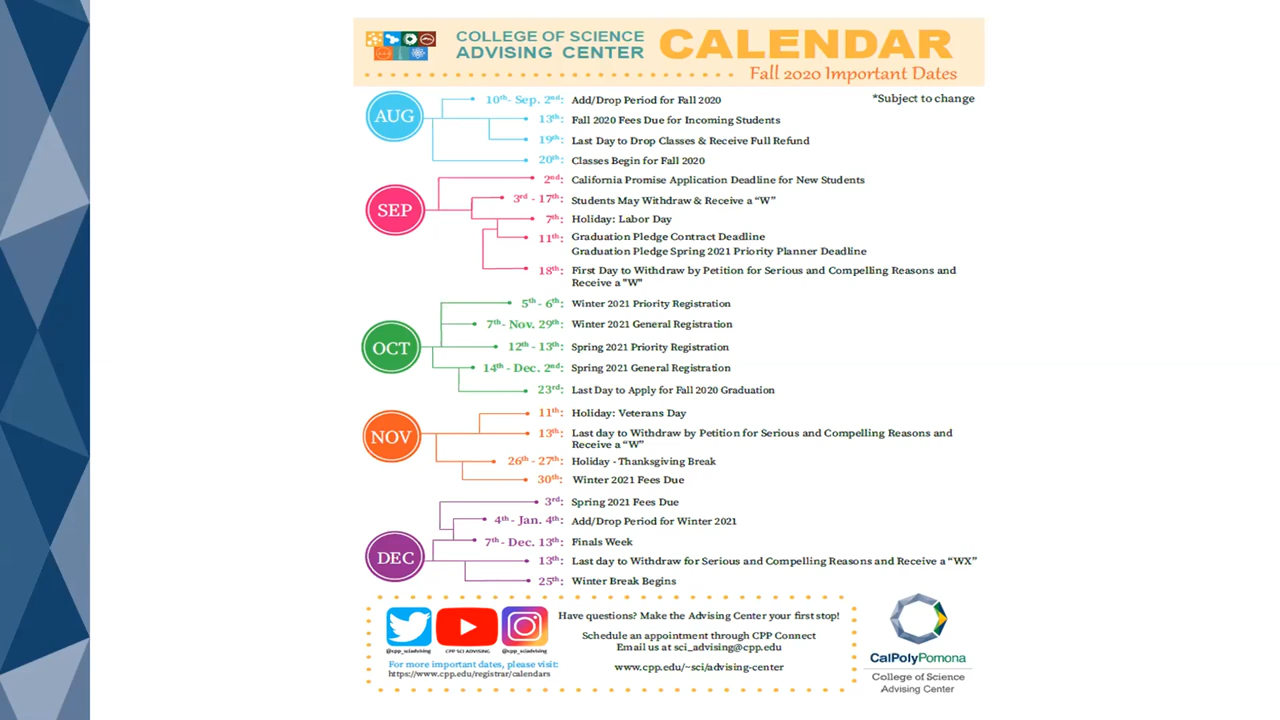 COLLEGE OF SCIENCE
ADVISING CENTER
CALENDAR
Fall 2020 Important Dates
*Subject to change
AUG
10th- Sep. 2nd: Add/Drop Period for Fall 2020
13th: Fall 2020 Fees Due for Incoming Students
19th: Last Day to Drop Classes & Receive Full Refund
20th: Classes Begin for Fall 2020
SEP
2nd: California Promise Application Deadline for New Students
3rd - 17th: Students May Withdraw & Receive a “W”
7th: Holiday: Labor Day
11th: Graduation Pledge Contract Deadline
Graduation Pledge Spring 2021 Priority Planner Deadline
18th: First Day to Withdraw by Petition for Serious and Compelling Reasons and
Receive a "W"
OCT
5th - 6th: Winter 2021 Priority Registration
7th- Nov. 29th: Winter 2021 General Registration
12th - 13th: Spring 2021 Priority Registration
14th - Dec. 2nd: Spring 2021 General Registration
23rd: Last Day to Apply for Fall 2020 Graduation
NOV
11th: Holiday: Veterans Day
13th: Last day to Withdraw by Petition for Serious and Compelling Reasons and
Receive a “W”
26th - 27th: Holiday - Thanksgiving Break
30th: Winter 2021 Fees Due
DEC
3rd: Spring 2021 Fees Due
4th - Jan. 4th: Add/Drop Period for Winter 2021
7th - Dec. 13th: Finals Week
13th: Last day to Withdraw for Serious and Compelling Reasons and Receive a “WX”
25th: Winter Break Begins
@cpp_sciadvising
CPP SCI ADVISING
@cpp_sciadvising
For more important dates, please visit:
https://www.cpp.edu/registrar/calendars
Have questions? Make the Advising Center your first stop!
Schedule an appointment through CPP Connect
Email us at sci_advising@cpp.edu
www.cpp.edu/~sci/advising-center
CalPolyPomona
College of Science
Advising Center